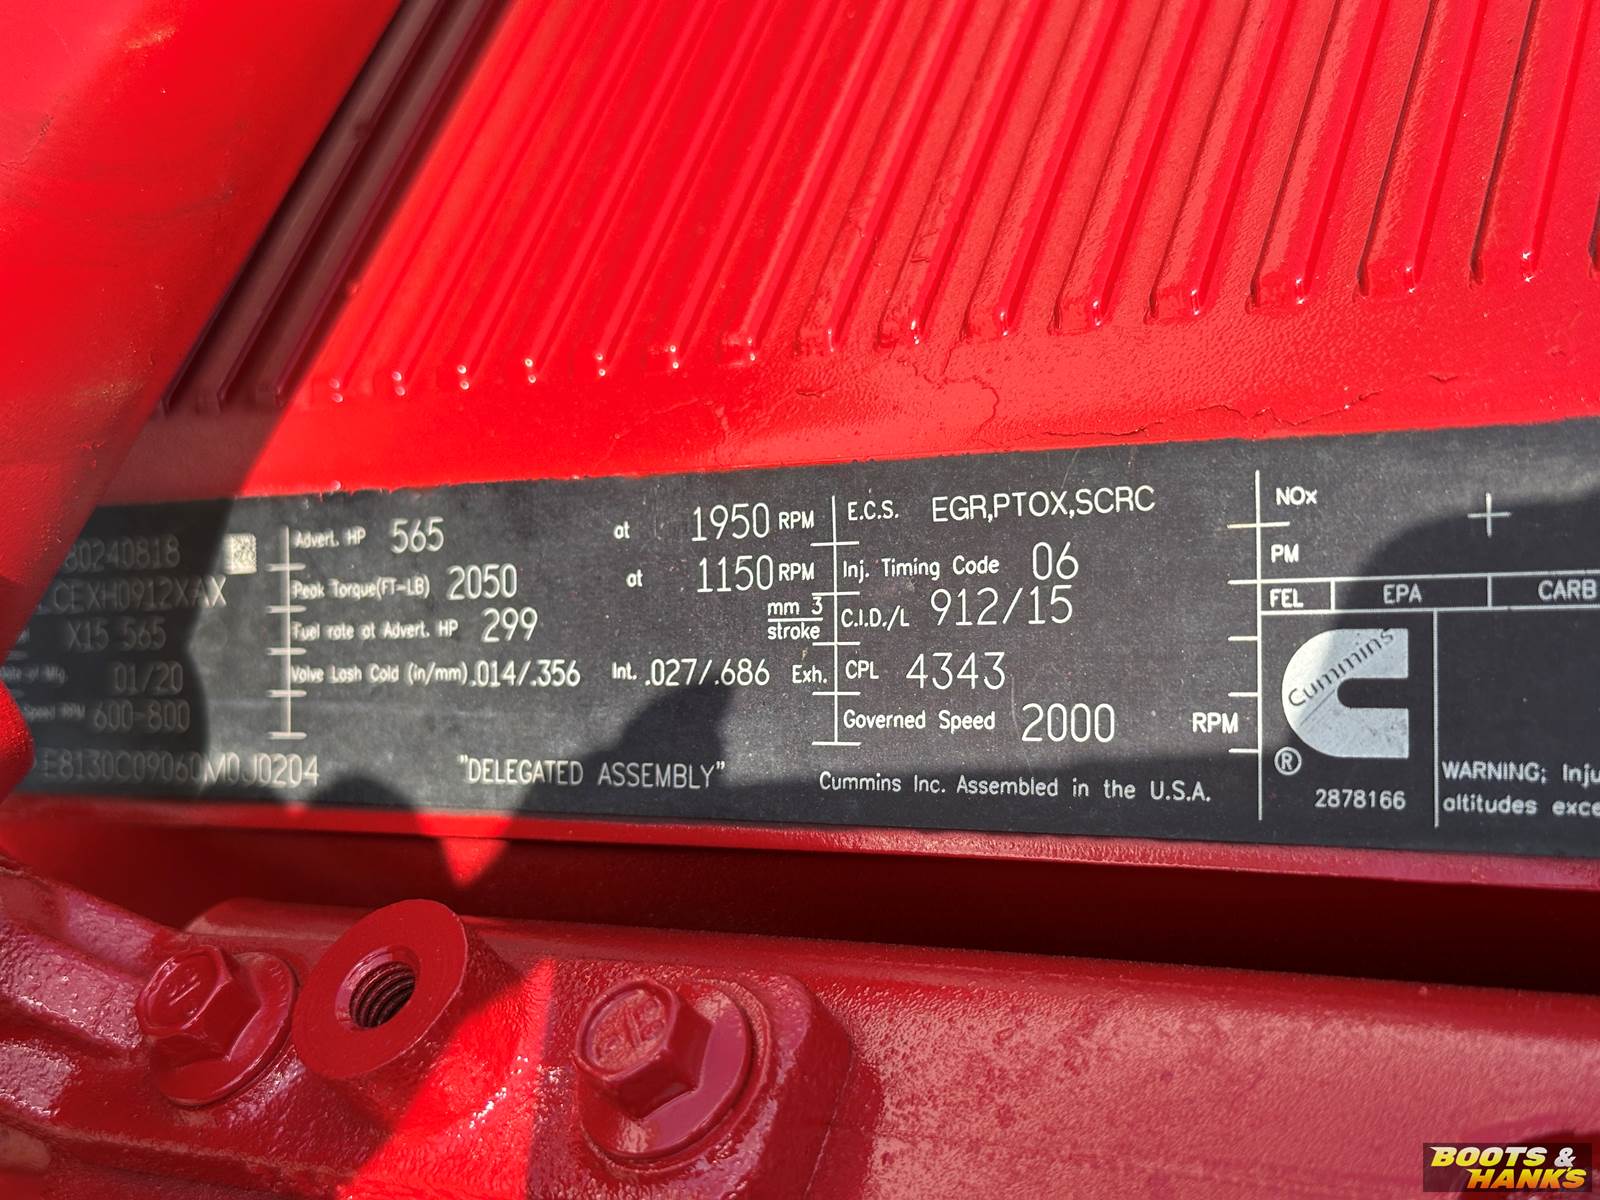 80240818
CEXH0912XAX
X15 565
01/20
Speed RPM 600-800
E8130C09060M0J0204
Advert. HP 565 at 1950 RPM
Peak Torque(FT-LB) 2050 at 1150 RPM
Fuel rate at Advert. HP 299 mm 3
stroke
Valve Lash Cold (in/mm) .014/.356 Int. .027/.686 Exh.
"DELEGATED ASSEMBLY"
E.C.S. EGR,PTOX,SCRC
Inj. Timing Code 06
C.I.D./L 912/15
CPL 4343
Governed Speed 2000 RPM
Cummins Inc. Assembled in the U.S.A.
NOx
PM
FEL EPA CARB
Cummins
®
2878166
WARNING; Inju
altitudes exce
BOOTS &
HANKS